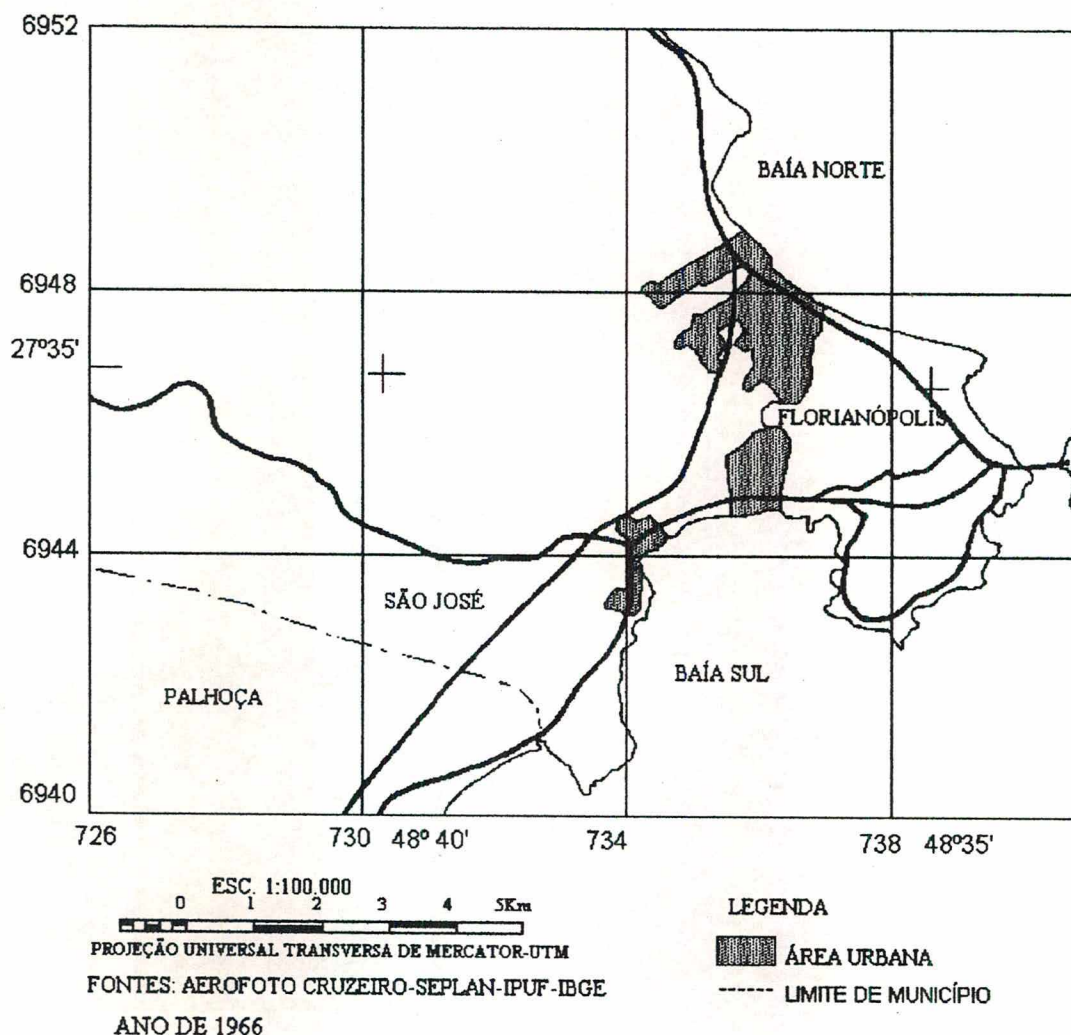 6952
BAÍA NORTE
6948
27º35'
FLORIANÓPOLIS
6944
SÃO JOSÉ
BAÍA SUL
PALHOÇA
6940
726 730 48º 40' 734 738 48º35'
ESC. 1:100.000
0 1 2 3 4 5Km
PROJEÇÃO UNIVERSAL TRANSVERSA DE MERCATOR-UTM
FONTES: AEROFOTO CRUZEIRO-SEPLAN-IPUF-IBGE
ANO DE 1966
LEGENDA
ÁREA URBANA
LIMITE DE MUNICÍPIO